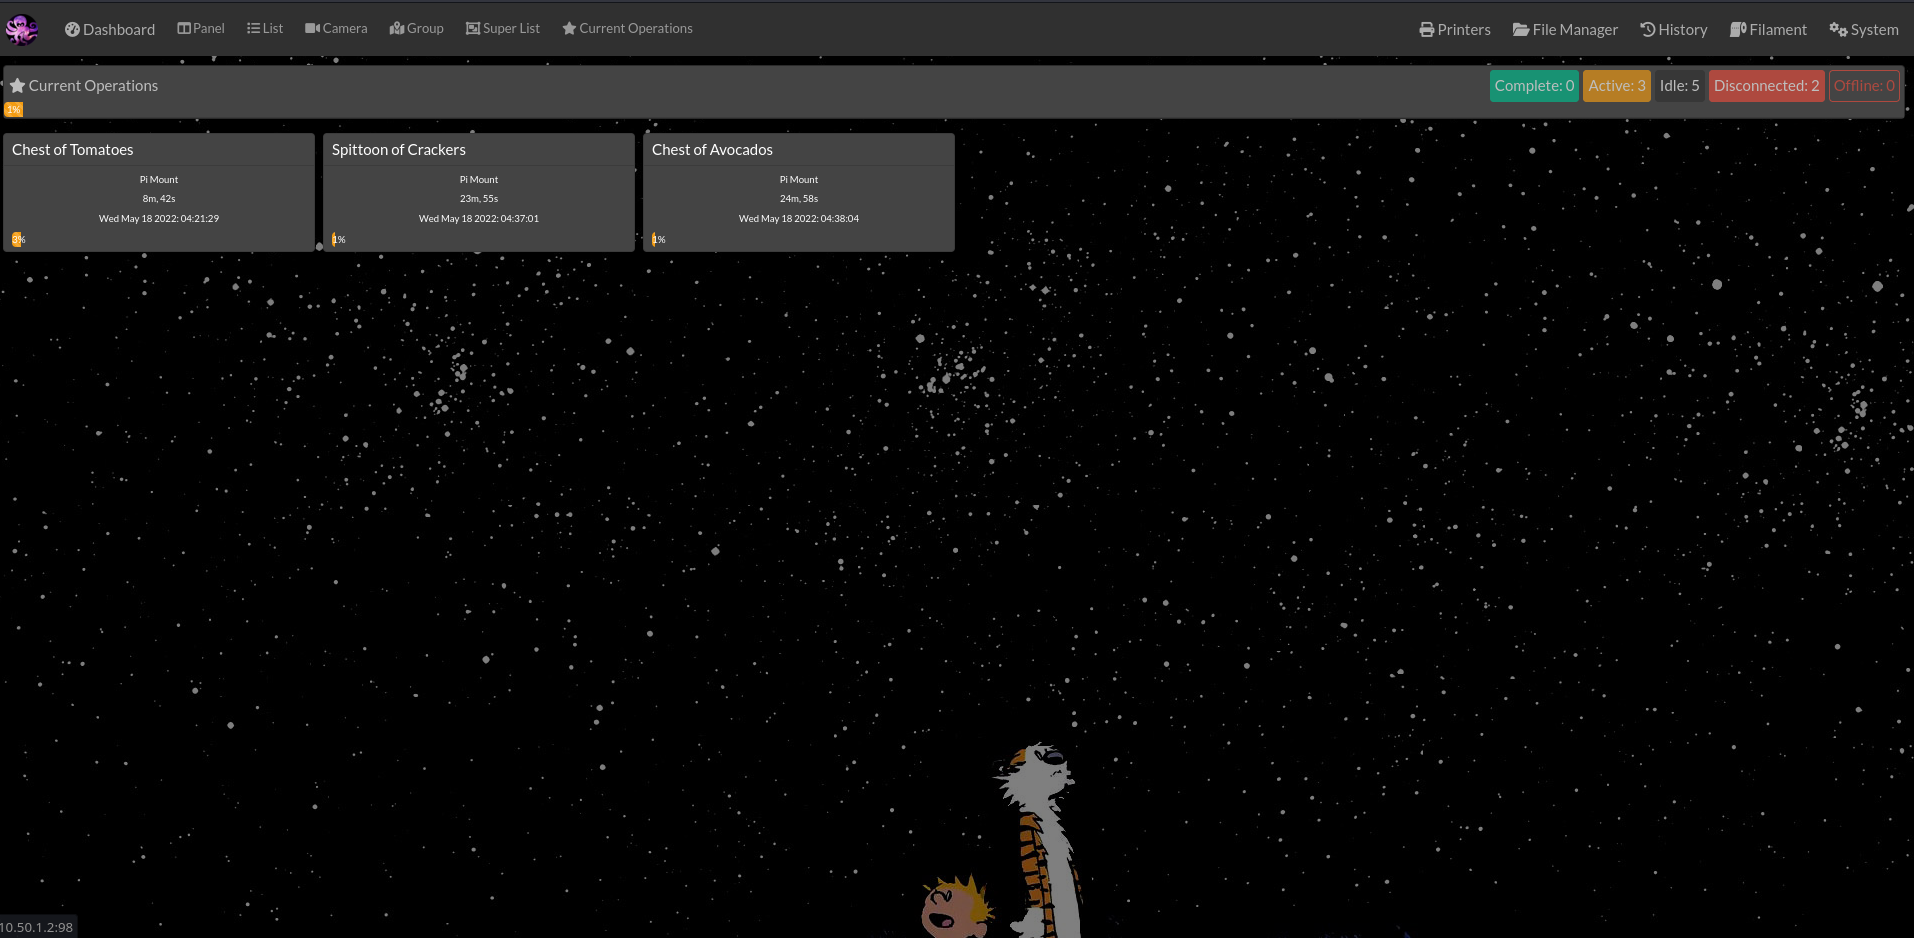 Dashboard Panel List Camera Group Super List Current Operations Printers File Manager History Filament System
Current Operations Complete: 0 Active: 3 Idle: 5 Disconnected: 2 Offline: 0
1%
Chest of Tomatoes
Pi Mount
8m, 42s
Wed May 18 2022: 04:21:29
3%
Spittoon of Crackers
Pi Mount
23m, 55s
Wed May 18 2022: 04:37:01
1%
Chest of Avocados
Pi Mount
24m, 58s
Wed May 18 2022: 04:38:04
1%
10.50.1.2:98